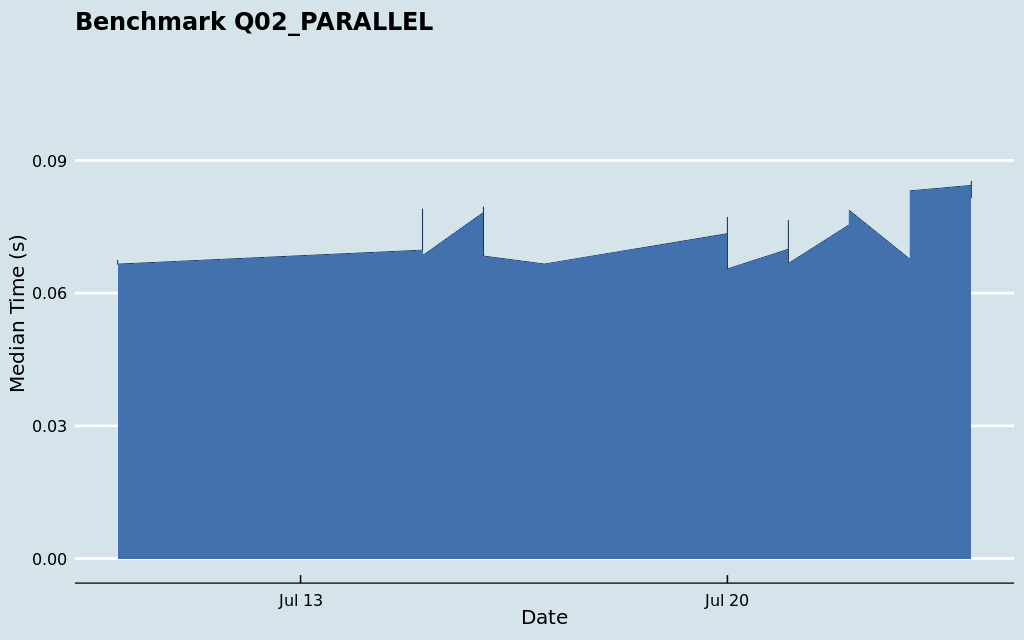 Benchmark Q02_PARALLEL
Median Time (s)
0.09
0.06
0.03
0.00
Jul 13
Jul 20
Date